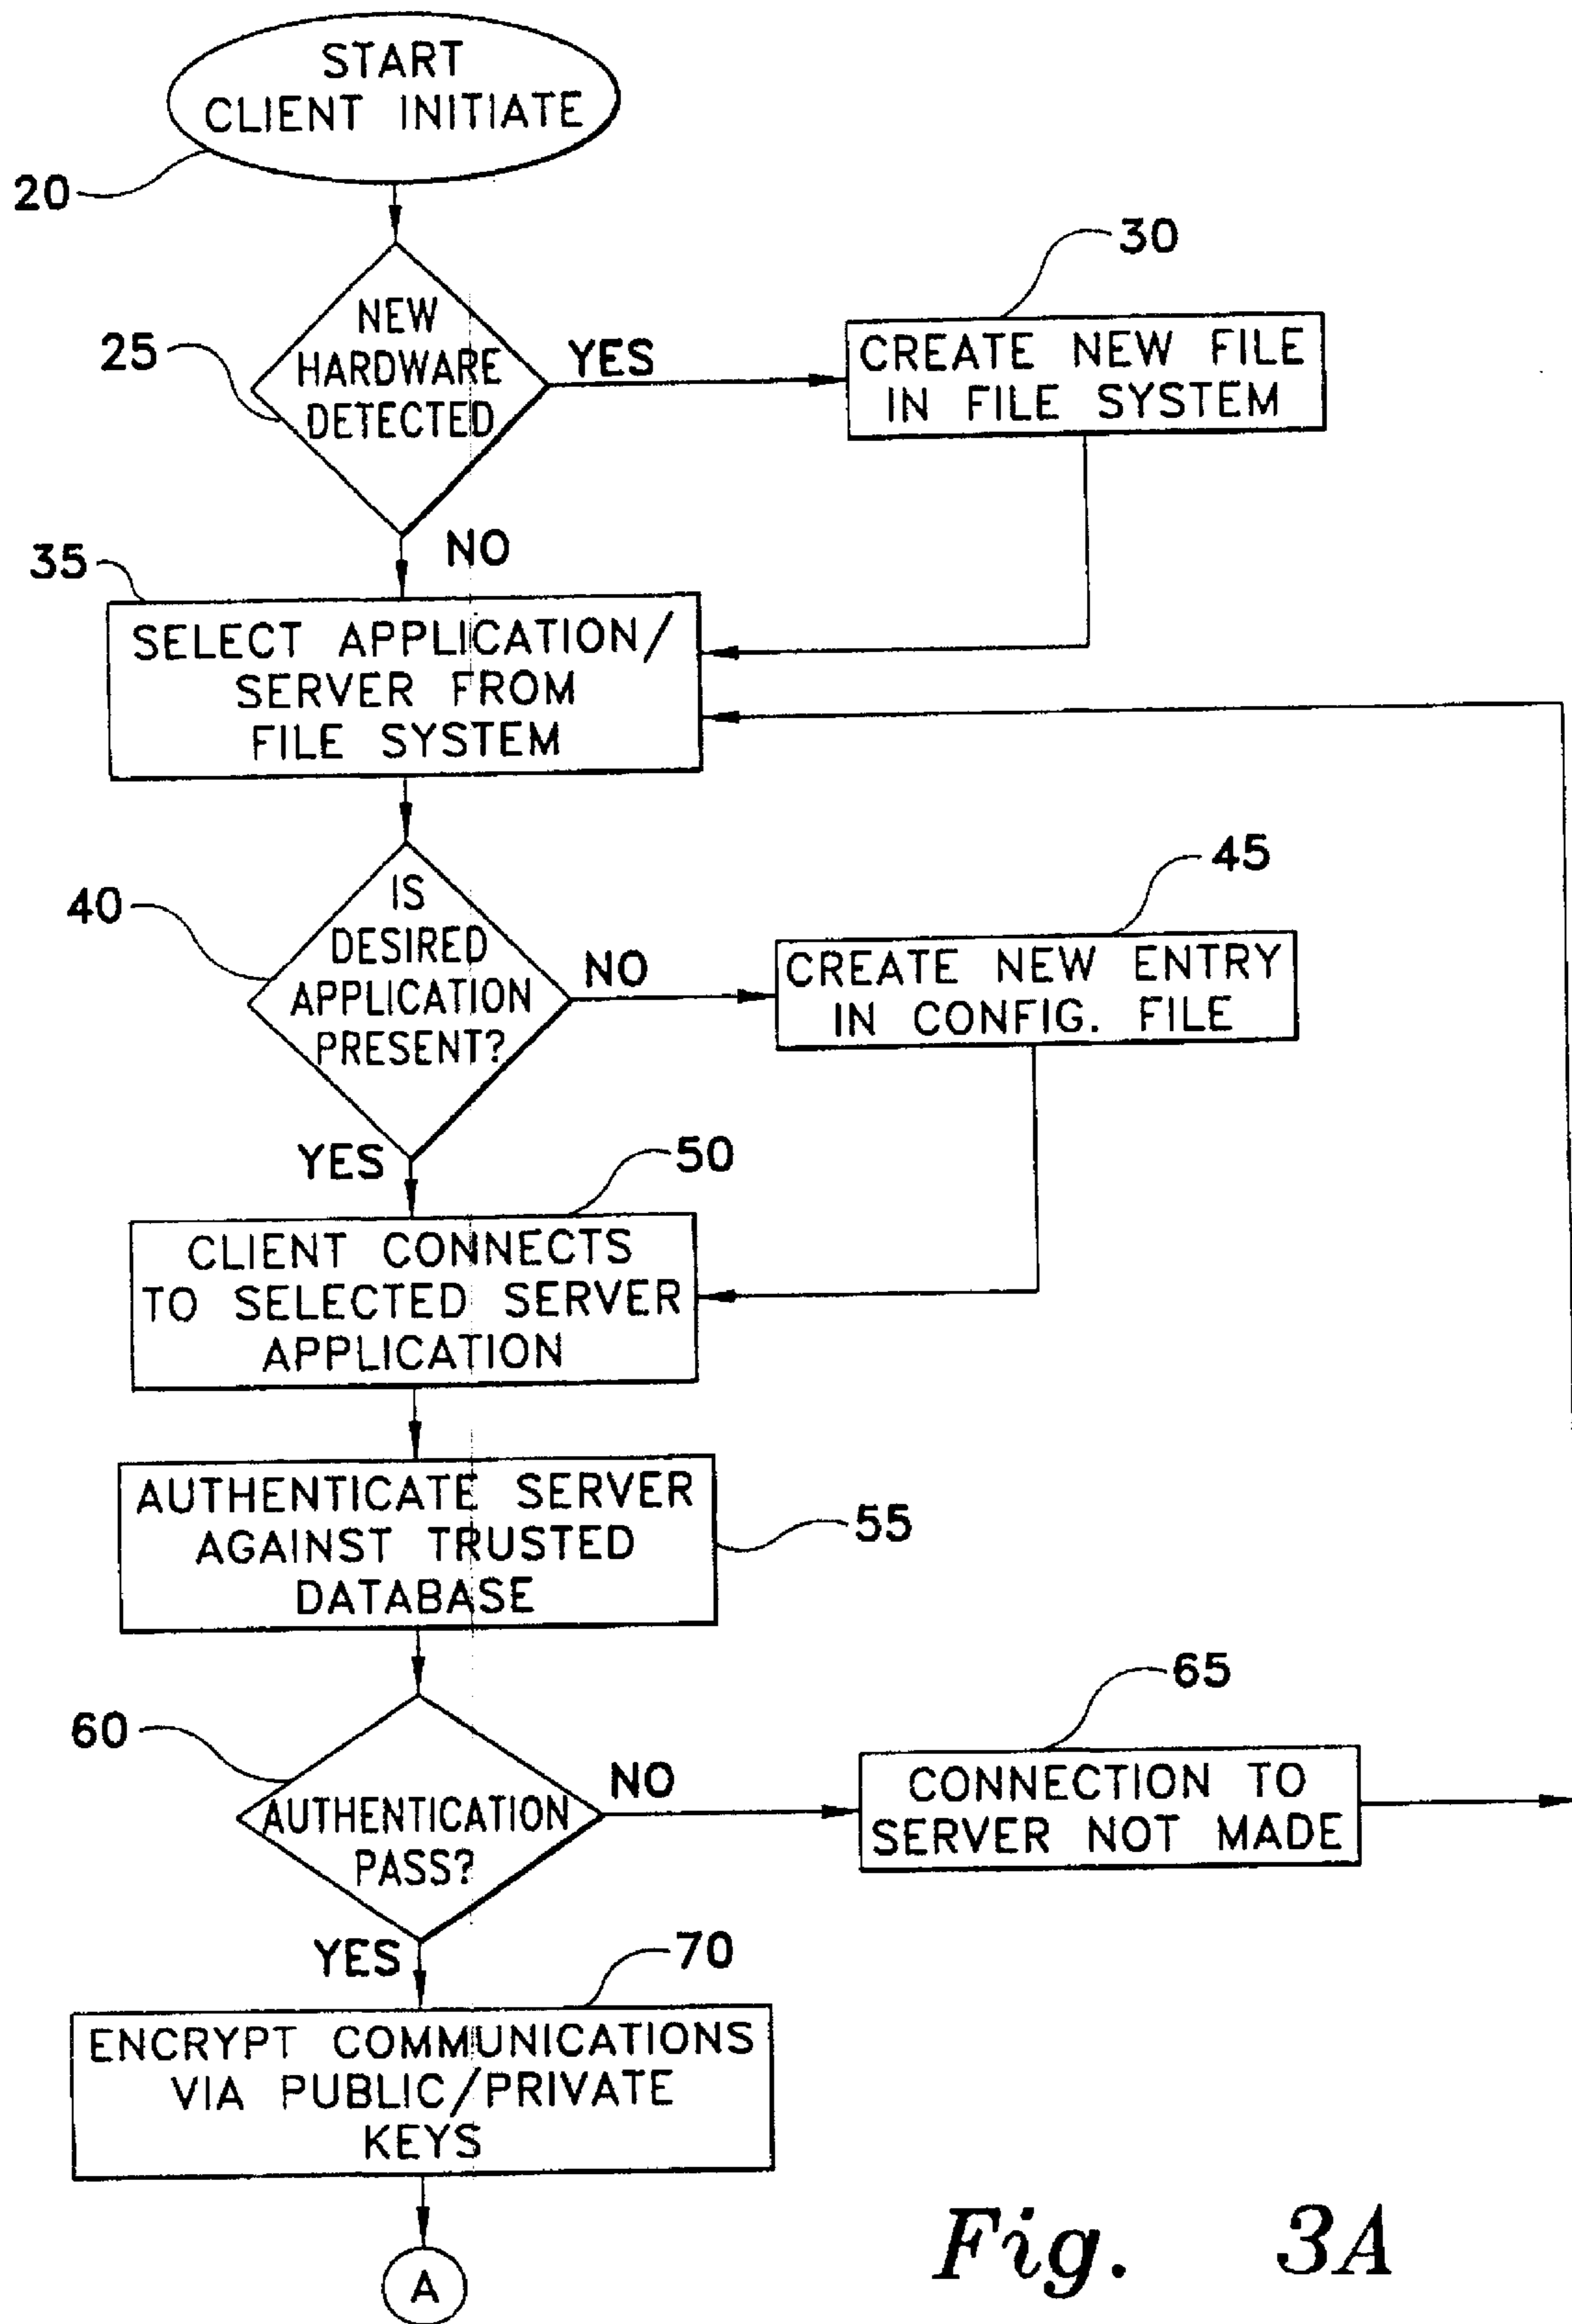 START
CLIENT INITIATE
20
NEW
HARDWARE
DETECTED
25
YES
30
CREATE NEW FILE
IN FILE SYSTEM
NO
35
SELECT APPLICATION/
SERVER FROM
FILE SYSTEM
40
IS
DESIRED
APPLICATION
PRESENT?
NO
45
CREATE NEW ENTRY
IN CONFIG. FILE
YES
50
CLIENT CONNECTS
TO SELECTED SERVER
APPLICATION
AUTHENTICATE SERVER
AGAINST TRUSTED
DATABASE
55
60
AUTHENTICATION
PASS?
NO
65
CONNECTION TO
SERVER NOT MADE
YES
70
ENCRYPT COMMUNICATIONS
VIA PUBLIC/PRIVATE
KEYS
A
Fig. 3A